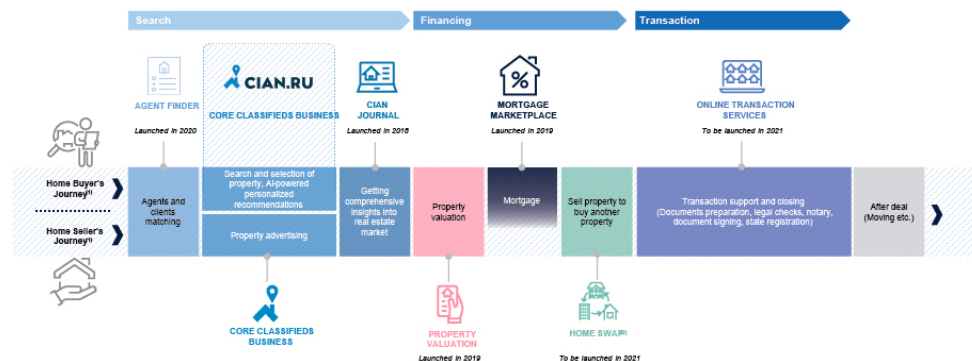 Search
Financing
Transaction
CIAN.RU
AGENT FINDER
CORE CLASSIFIEDS BUSINESS
CIAN
JOURNAL
MORTGAGE
MARKETPLACE
ONLINE TRANSACTION
SERVICES
Launched in 2020
Launched in 2018
Launched in 2019
To be launched in 2021
Home Buyer's
Journey⁽¹⁾
Home Seller's
Journey⁽¹⁾
Agents and
clients
matching
Search and selection of
property, AI-powered
personalized
recommendations
Property advertising
Getting
comprehensive
insights into
real estate
market
Property
valuation
Mortgage
Sell property to
buy another
property
Transaction support and closing
(Documents preparation, legal checks, notary,
document signing, state registration)
After deal
(Moving etc.)
CORE CLASSIFIEDS
BUSINESS
PROPERTY
VALUATION
Launched in 2019
HOME SWAP
To be launched in 2021